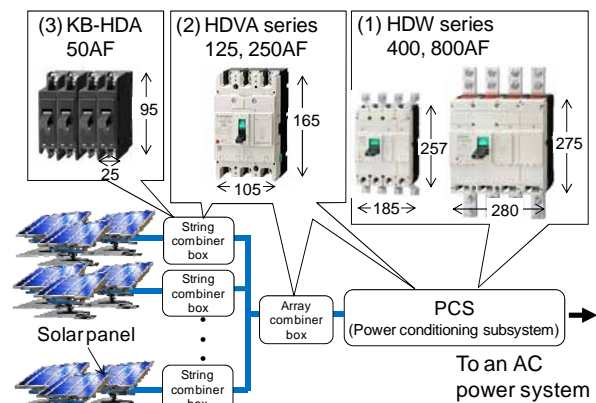 (3) KB-HDA
50AF
(2) HDVA series
125, 250AF
(1) HDW series
400, 800AF
95
25
165
105
257
185
275
280
String
combiner
box
String
combiner
box
Array
combiner
box
PCS
(Power conditioning subsystem)
Solar panel
String
combiner
box
To an AC
power system